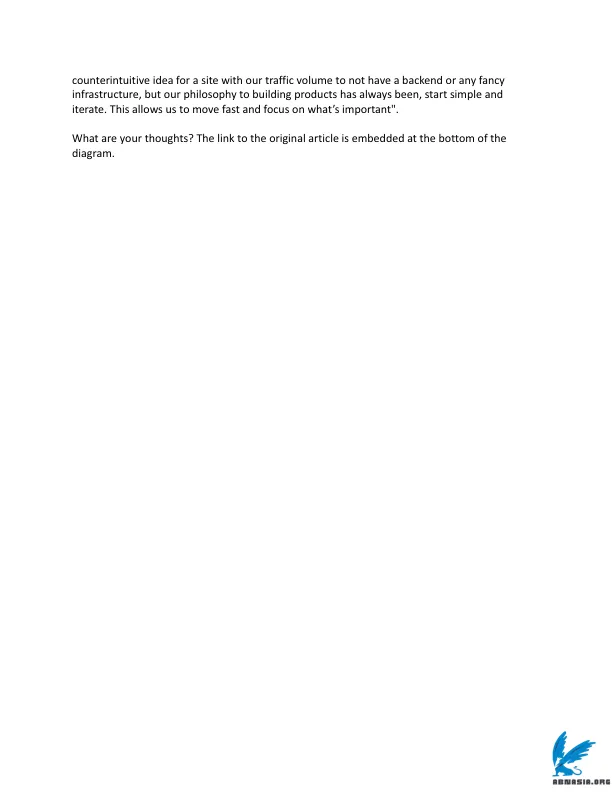 counterintuitive idea for a site with our traffic volume to not have a backend or any fancy
infrastructure, but our philosophy to building products has always been, start simple and
iterate. This allows us to move fast and focus on what’s important".
What are your thoughts? The link to the original article is embedded at the bottom of the
diagram.
ABNASIA.ORG